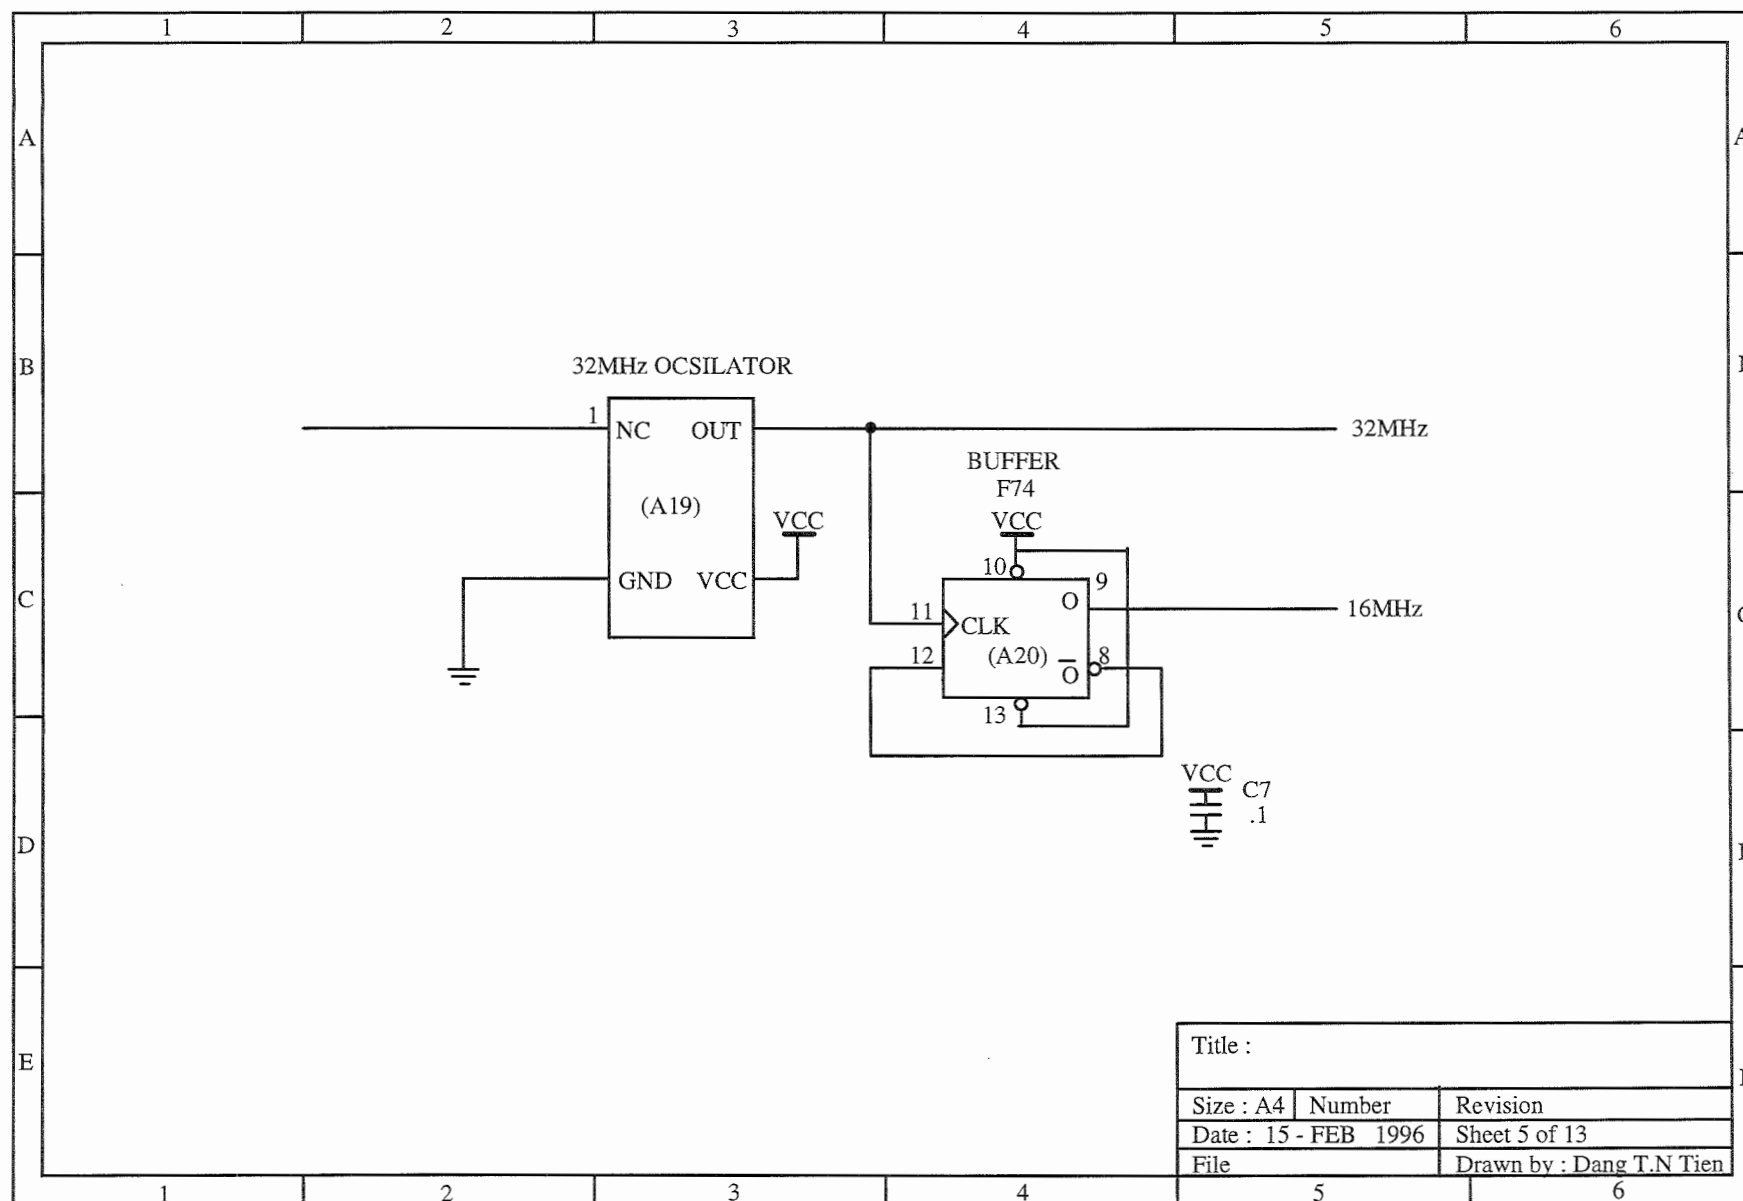 1 2 3 4 5 6
A A
B
32MHz OCSILATOR
1 NC OUT 32MHz
BUFFER
F74
(A19)
VCC VCC
10
GND VCC 9
C
O 16MHz
11 CLK
12 (A20) O 8
13
VCC C7
.1
D
E
Title :
Size : A4 Number Revision
Date : 15 - FEB 1996 Sheet 5 of 13
File Drawn by : Dang T.N Tien
1 2 3 4 5 6